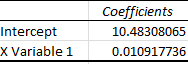 Coefficients
Intercept 10.48308065
X Variable 1 0.010917736